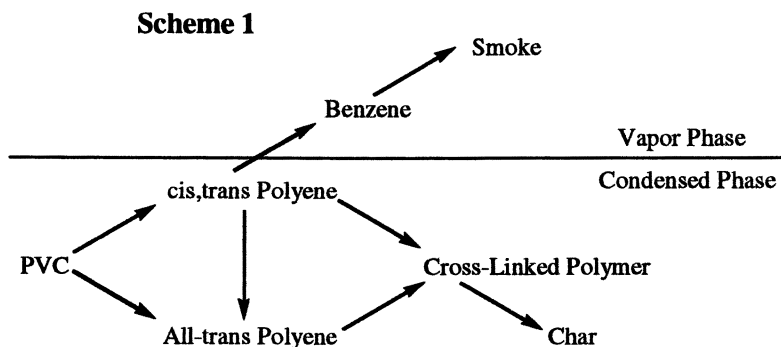 Scheme 1
Smoke
Benzene
Vapor Phase
Condensed Phase
cis,trans Polyene
PVC
Cross-Linked Polymer
All-trans Polyene
Char